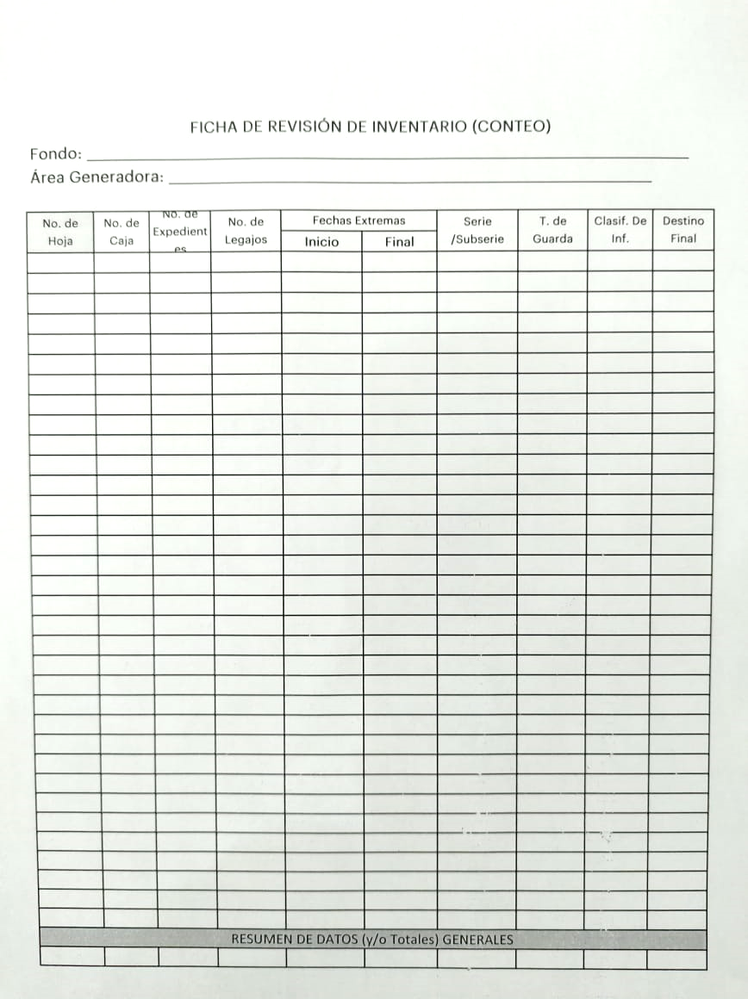 FICHA DE REVISIÓN DE INVENTARIO (CONTEO)
Fondo:
Área Generadora:
No. de Hoja
No. de Caja
No. de Expedientes
No. de Legajos
Fechas Extremas
Inicio
Final
Serie /Subserie
T. de Guarda
Clasif. De Inf.
Destino Final
RESUMEN DE DATOS (y/o Totales) GENERALES